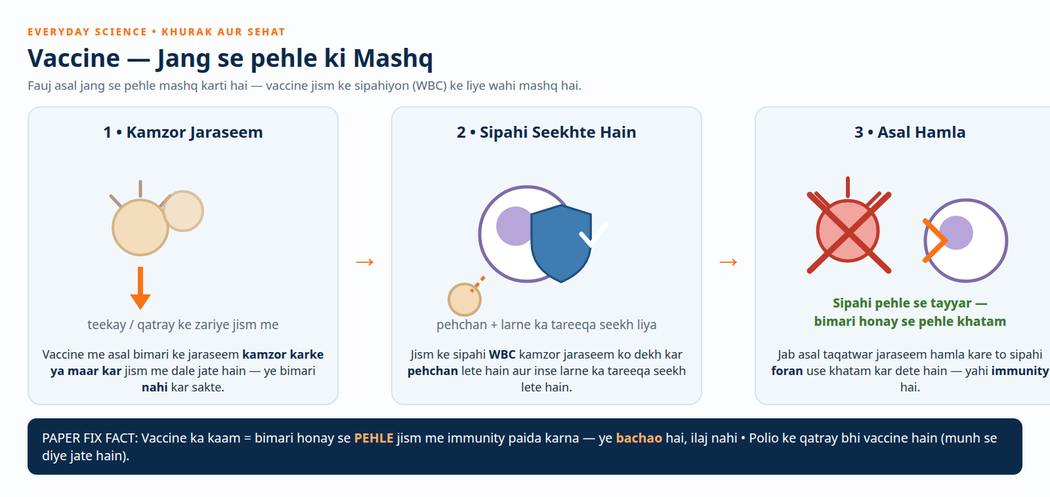 EVERYDAY SCIENCE • KHURAK AUR SEHAT
Vaccine — Jang se pehle ki Mashq
Fauj asal jang se pehle mashq karti hai — vaccine jism ke sipahiyon (WBC) ke liye wahi mashq hai.
1 • Kamzor Jaraseem
teekay / qatray ke zariye jism me
Vaccine me asal bimari ke jaraseem kamzor karke
ya maar kar jism me dale jate hain — ye bimari
nahi kar sakte.
→
2 • Sipahi Seekhte Hain
pehchan + larne ka tareeqa seekh liya
Jism ke sipahi WBC kamzor jaraseem ko dekh kar
pehchan lete hain aur inse larne ka tareeqa seekh
lete hain.
→
3 • Asal Hamla
Sipahi pehle se tayyar —
bimari honay se pehle khatam
Jab asal taqatwar jaraseem hamla kare to sipahi
foran use khatam kar dete hain — yahi immunity
hai.
PAPER FIX FACT: Vaccine ka kaam = bimari honay se PEHLE jism me immunity paida karna — ye bachao hai, ilaj nahi • Polio ke qatray bhi vaccine hain (munh se
diye jate hain).